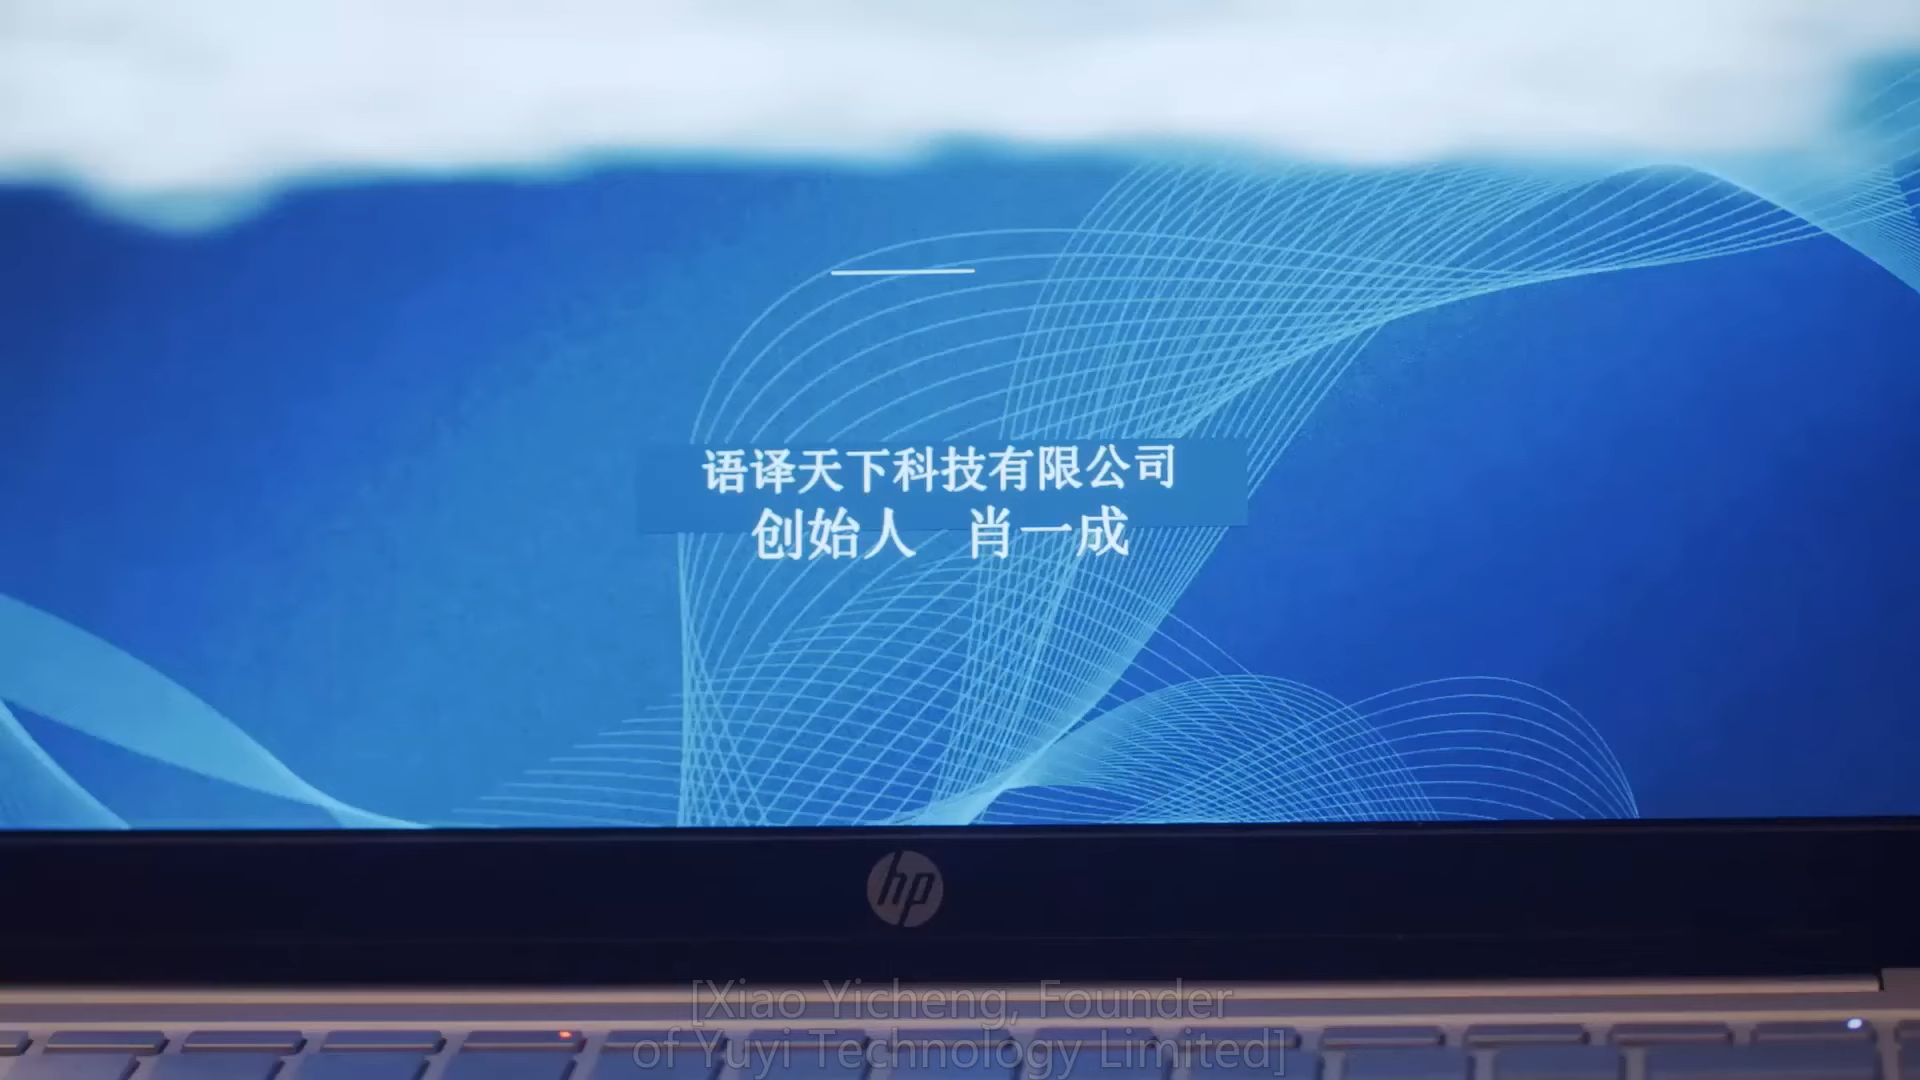 语译天下科技有限公司
创始人 肖一成
hp
[Xiao Yicheng, Founder
of Yuyi Technology Limited]